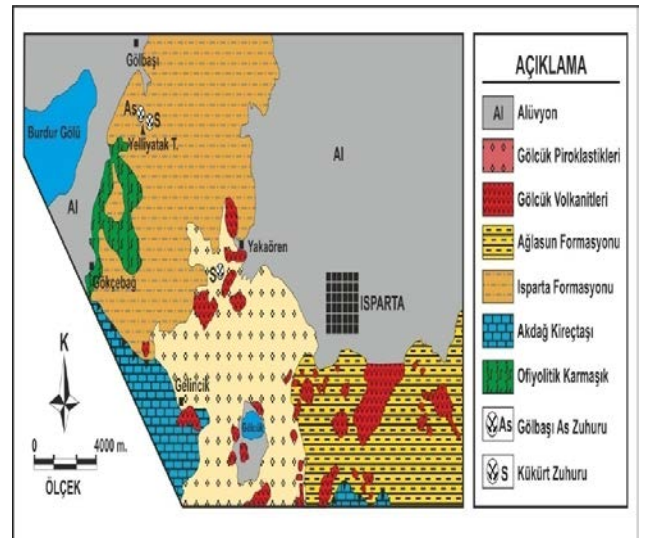 Gölbaşı
As
S
Yelliyatak T.
Burdur Gölü
Al
Al
Gökçebağ
Yakaören
S
ISPARTA
K
Gelincik
Gölcük
0 4000 m.
ÖLÇEK
AÇIKLAMA
Al Alüvyon
Gölcük Piroklastikleri
Gölcük Volkanitleri
Ağlasun Formasyonu
Isparta Formasyonu
Akdağ Kireçtaşı
Ofiyolitik Karmaşık
As Gölbaşı As Zuhuru
S Kükürt Zuhuru